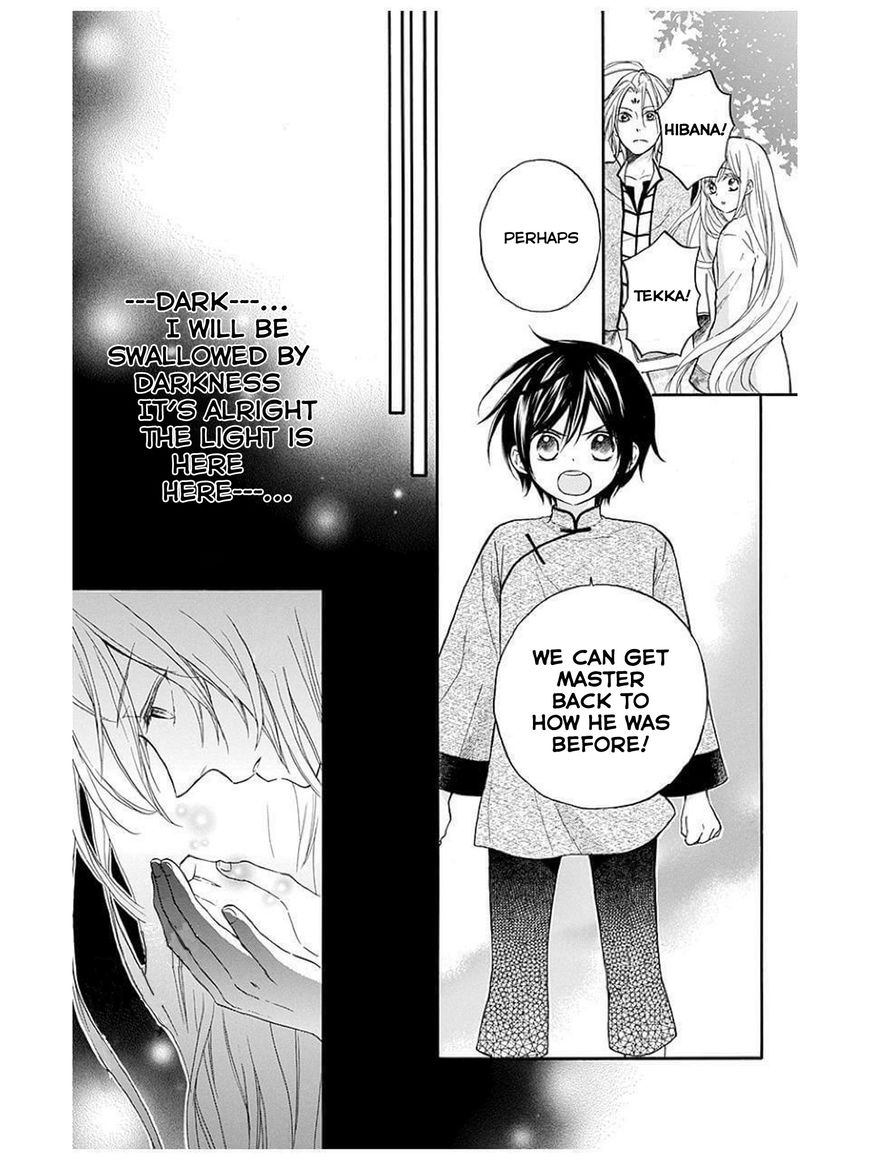 HIBANA!
TEKKA!
PERHAPS
WE CAN GET
MASTER
BACK TO
HOW HE WAS
BEFORE!
---DARK---...
I WILL BE
SWALLOWED BY
DARKNESS
IT'S ALRIGHT
THE LIGHT IS
HERE
HERE---...